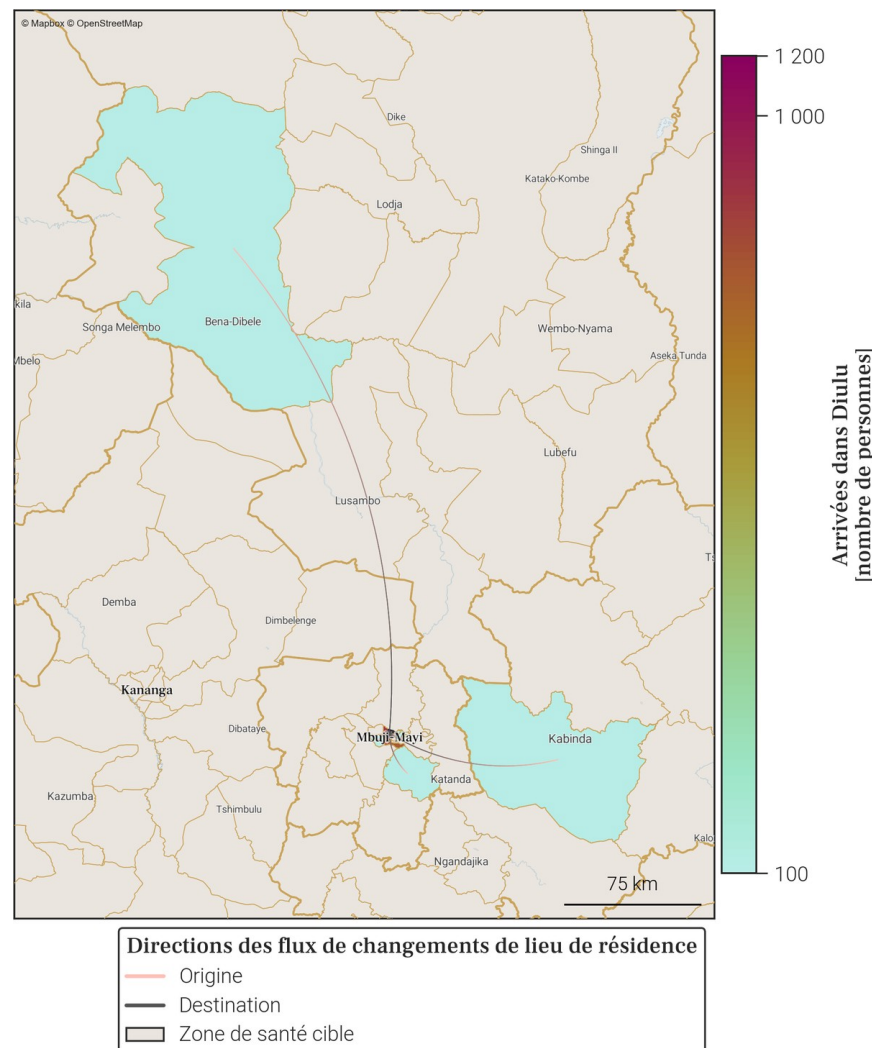 © Mapbox © OpenStreetMap
1 200
1 000
Dike
Shinga II
Katako-Kombe
Lodja
kila
Songa Melembo
Bena-Dibele
Wembo-Nyama
Mbelo
Aseka Tunda
Arrivées dans Diulu
[nombre de personnes]
Lubefu
Lusambo
Ts
Demba
Dimbelenge
Kananga
Dibataye
Mbuji-Mayi
Kabinda
Katanda
Kazumba
Tshimbulu
Kalo
Ngandajika
100
75 km
Directions des flux de changements de lieu de résidence
Origine
Destination
Zone de santé cible